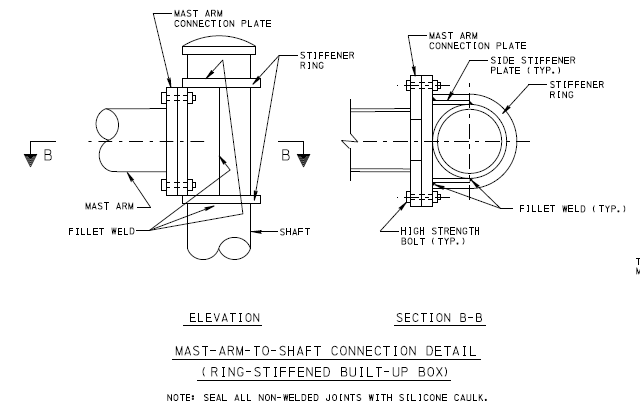 MAST ARM
CONNECTION PLATE
STIFFENER
RING
B
B
MAST ARM
FILLET WELD
SHAFT
ELEVATION
MAST ARM
CONNECTION PLATE
SIDE STIFFENER
PLATE (TYP.)
STIFFENER
RING
FILLET WELD (TYP.)
HIGH STRENGTH
BOLT (TYP.)
SECTION B-B
MAST-ARM-TO-SHAFT CONNECTION DETAIL
(RING-STIFFENED BUILT-UP BOX)
NOTE: SEAL ALL NON-WELDED JOINTS WITH SILICONE CAULK.
T
M